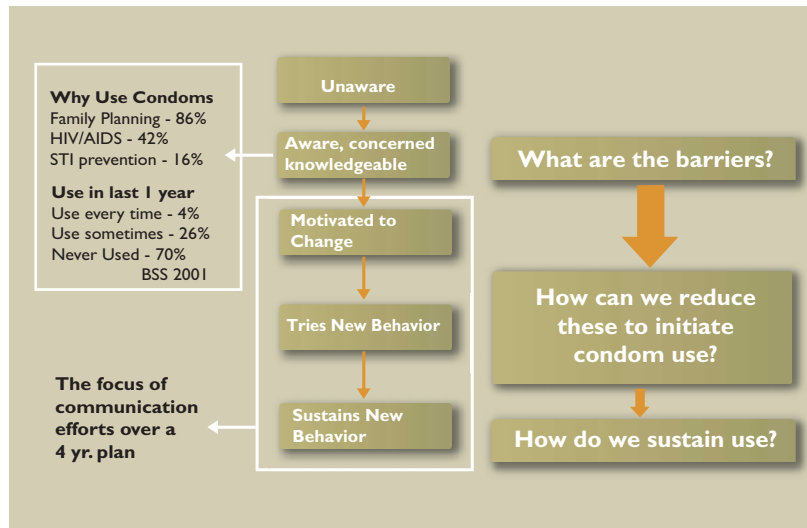 Why Use Condoms
Family Planning - 86%
HIV/AIDS - 42%
STI prevention - 16%
Use in last 1 year
Use every time - 4%
Use sometimes - 26%
Never Used - 70%
BSS 2001
The focus of
communication
efforts over a
4 yr. plan
Unaware
Aware, concerned
knowledgeable
Motivated to
Change
Tries New Behavior
Sustains New
Behavior
What are the barriers?
How can we reduce
these to initiate
condom use?
How do we sustain use?